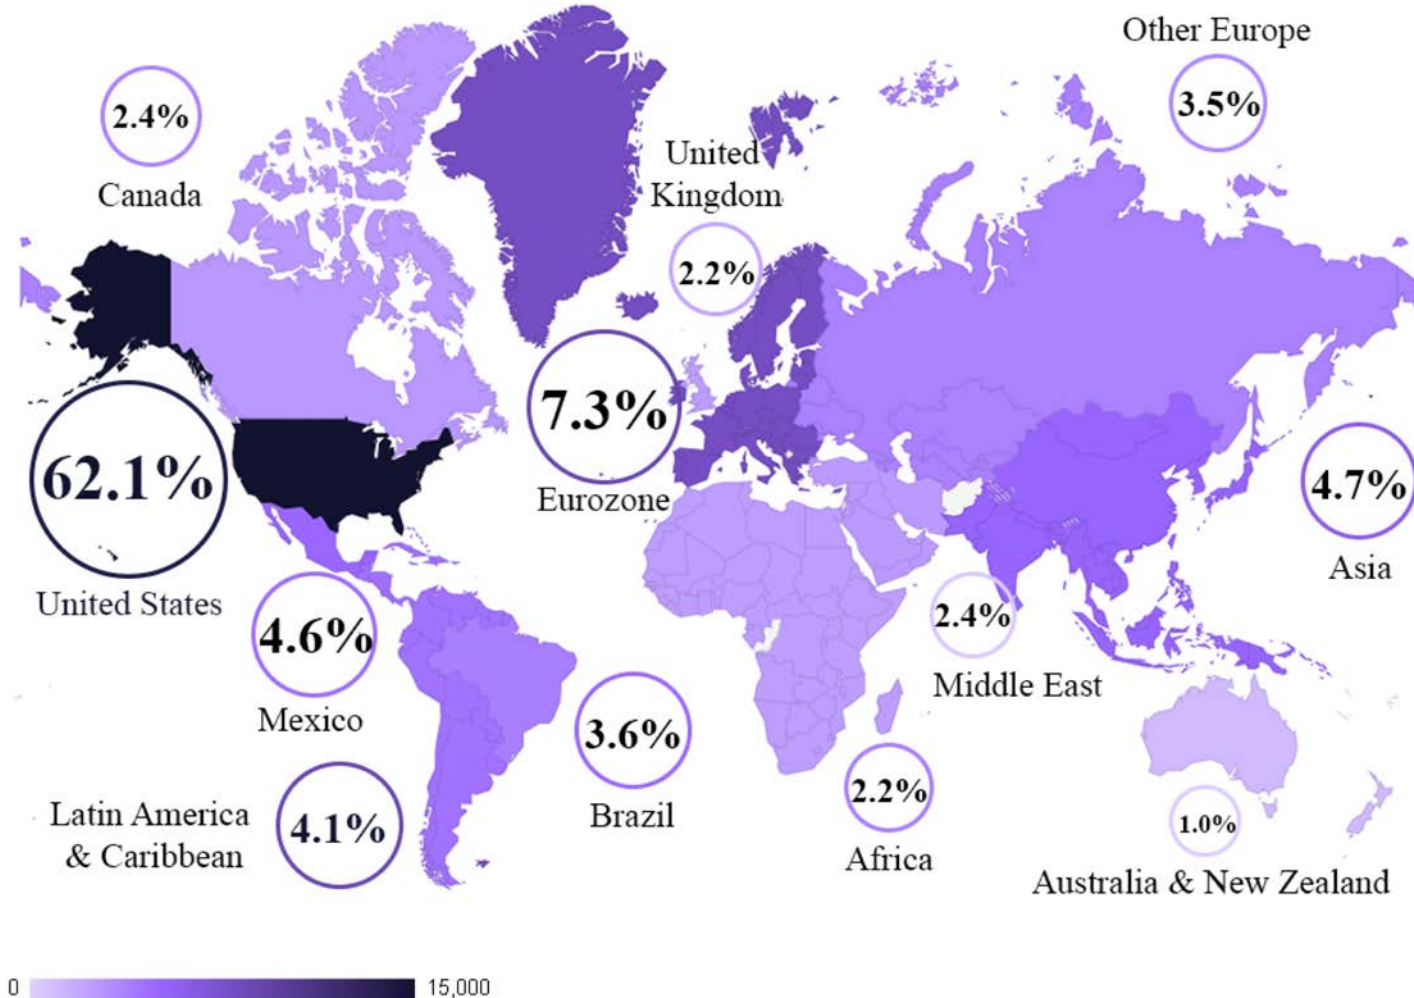 Other Europe
3.5%
2.4%
Canada
United
Kingdom
2.2%
62.1%
United States
7.3%
Eurozone
4.7%
Asia
4.6%
Mexico
2.4%
Middle East
3.6%
Brazil
Latin America
& Caribbean
4.1%
2.2%
Africa
1.0%
Australia & New Zealand
0
15,000